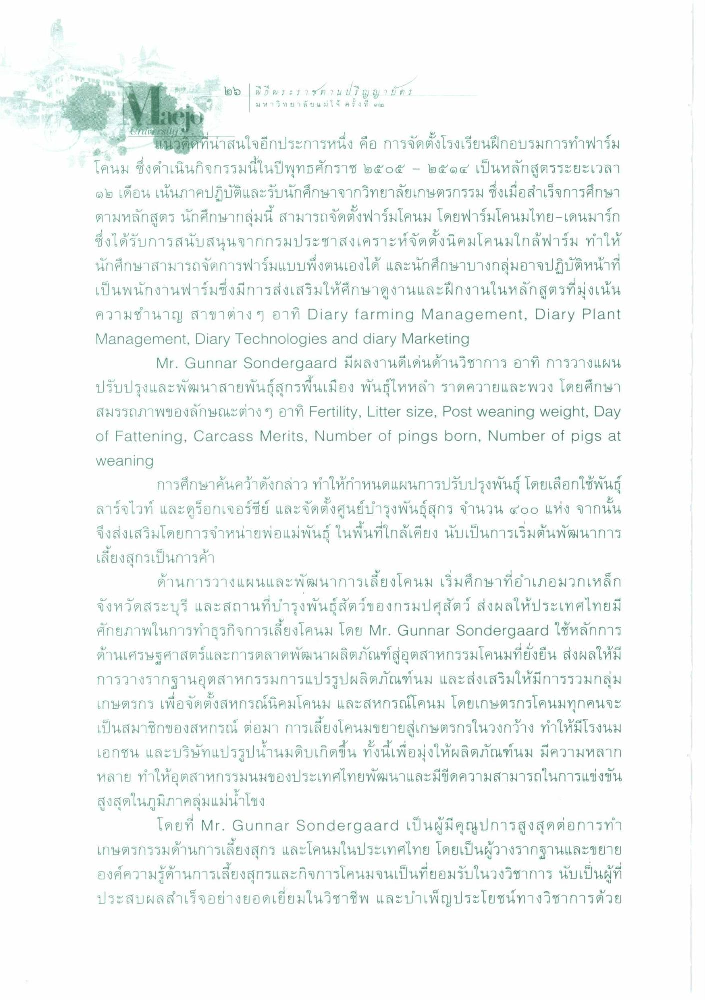 ๒๖
พิธีพระราชทานปริญญาบัตร
มหาวิทยาลัยแม่โจ้ ครั้งที่ ๓๒
Maejo
University
แนวคิดที่น่าสนใจอีกประการหนึ่ง คือ การจัดตั้งโรงเรียนฝึกอบรมการทำฟาร์ม
โคนม ซึ่งดำเนินกิจกรรมนี้ในปีพุทธศักราช ๒๕๐๕ – ๒๕๑๔ เป็นหลักสูตรระยะเวลา
๑๒ เดือน เน้นภาคปฏิบัติและรับนักศึกษาจากวิทยาลัยเกษตรกรรม ซึ่งเมื่อสำเร็จการศึกษา
ตามหลักสูตร นักศึกษากลุ่มนี้ สามารถจัดตั้งฟาร์มโคนม โดยฟาร์มโคนมไทย-เดนมาร์ก
ซึ่งได้รับการสนับสนุนจากกรมประชาสงเคราะห์จัดตั้งนิคมโคนมใกล้ฟาร์ม ทำให้
นักศึกษาสามารถจัดการฟาร์มแบบพึ่งตนเองได้ และนักศึกษาบางกลุ่มอาจปฏิบัติหน้าที่
เป็นพนักงานฟาร์มซึ่งมีการส่งเสริมให้ศึกษาดูงานและฝึกงานในหลักสูตรที่มุ่งเน้น
ความชำนาญ สาขาต่างๆ อาทิ Diary farming Management, Diary Plant
Management, Diary Technologies and diary Marketing
Mr. Gunnar Sondergaard มีผลงานดีเด่นด้านวิชาการ อาทิ การวางแผน
ปรับปรุงและพัฒนาสายพันธุ์สุกรพื้นเมือง พันธุ์ไหหลำ ราดควายและพวง โดยศึกษา
สมรรถภาพของลักษณะต่างๆ อาทิ Fertility, Litter size, Post weaning weight, Day
of Fattening, Carcass Merits, Number of pings born, Number of pigs at
weaning
การศึกษาค้นคว้าดังกล่าว ทำให้กำหนดแผนการปรับปรุงพันธุ์ โดยเลือกใช้พันธุ์
ลาร์จไวท์ และดูร็อกเจอร์ซีย์ และจัดตั้งศูนย์บำรุงพันธุ์สุกร จำนวน ๔๐๐ แห่ง จากนั้น
จึงส่งเสริมโดยการจำหน่ายพ่อแม่พันธุ์ ในพื้นที่ใกล้เคียง นับเป็นการเริ่มต้นพัฒนาการ
เลี้ยงสุกรเป็นการค้า
ด้านการวางแผนและพัฒนาการเลี้ยงโคนม เริ่มศึกษาที่อำเภอมวกเหล็ก
จังหวัดสระบุรี และสถานที่บำรุงพันธุ์สัตว์ของกรมปศุสัตว์ ส่งผลให้ประเทศไทยมี
ศักยภาพในการทำธุรกิจการเลี้ยงโคนม โดย Mr. Gunnar Sondergaard ใช้หลักการ
ด้านเศรษฐศาสตร์และการตลาดพัฒนาผลิตภัณฑ์สู่อุตสาหกรรมโคนมที่ยั่งยืน ส่งผลให้มี
การวางรากฐานอุตสาหกรรมการแปรรูปผลิตภัณฑ์นม และส่งเสริมให้มีการรวมกลุ่ม
เกษตรกร เพื่อจัดตั้งสหกรณ์นิคมโคนม และสหกรณ์โคนม โดยเกษตรกรโคนมทุกคนจะ
เป็นสมาชิกของสหกรณ์ ต่อมา การเลี้ยงโคนมขยายสู่เกษตรกรในวงกว้าง ทำให้มีโรงนม
เอกชน และบริษัทแปรรูปน้ำนมดิบเกิดขึ้น ทั้งนี้เพื่อมุ่งให้ผลิตภัณฑ์นม มีความหลาก
หลาย ทำให้อุตสาหกรรมนมของประเทศไทยพัฒนาและมีขีดความสามารถในการแข่งขัน
สูงสุดในภูมิภาคลุ่มแม่น้ำโขง
โดยที่ Mr. Gunnar Sondergaard เป็นผู้มีคุณูปการสูงสุดต่อการทำ
เกษตรกรรมด้านการเลี้ยงสุกร และโคนมในประเทศไทย โดยเป็นผู้วางรากฐานและขยาย
องค์ความรู้ด้านการเลี้ยงสุกรและกิจการโคนมจนเป็นที่ยอมรับในวงวิชาการ นับเป็นผู้ที่
ประสบผลสำเร็จอย่างยอดเยี่ยมในวิชาชีพ และบำเพ็ญประโยชน์ทางวิชาการด้วย